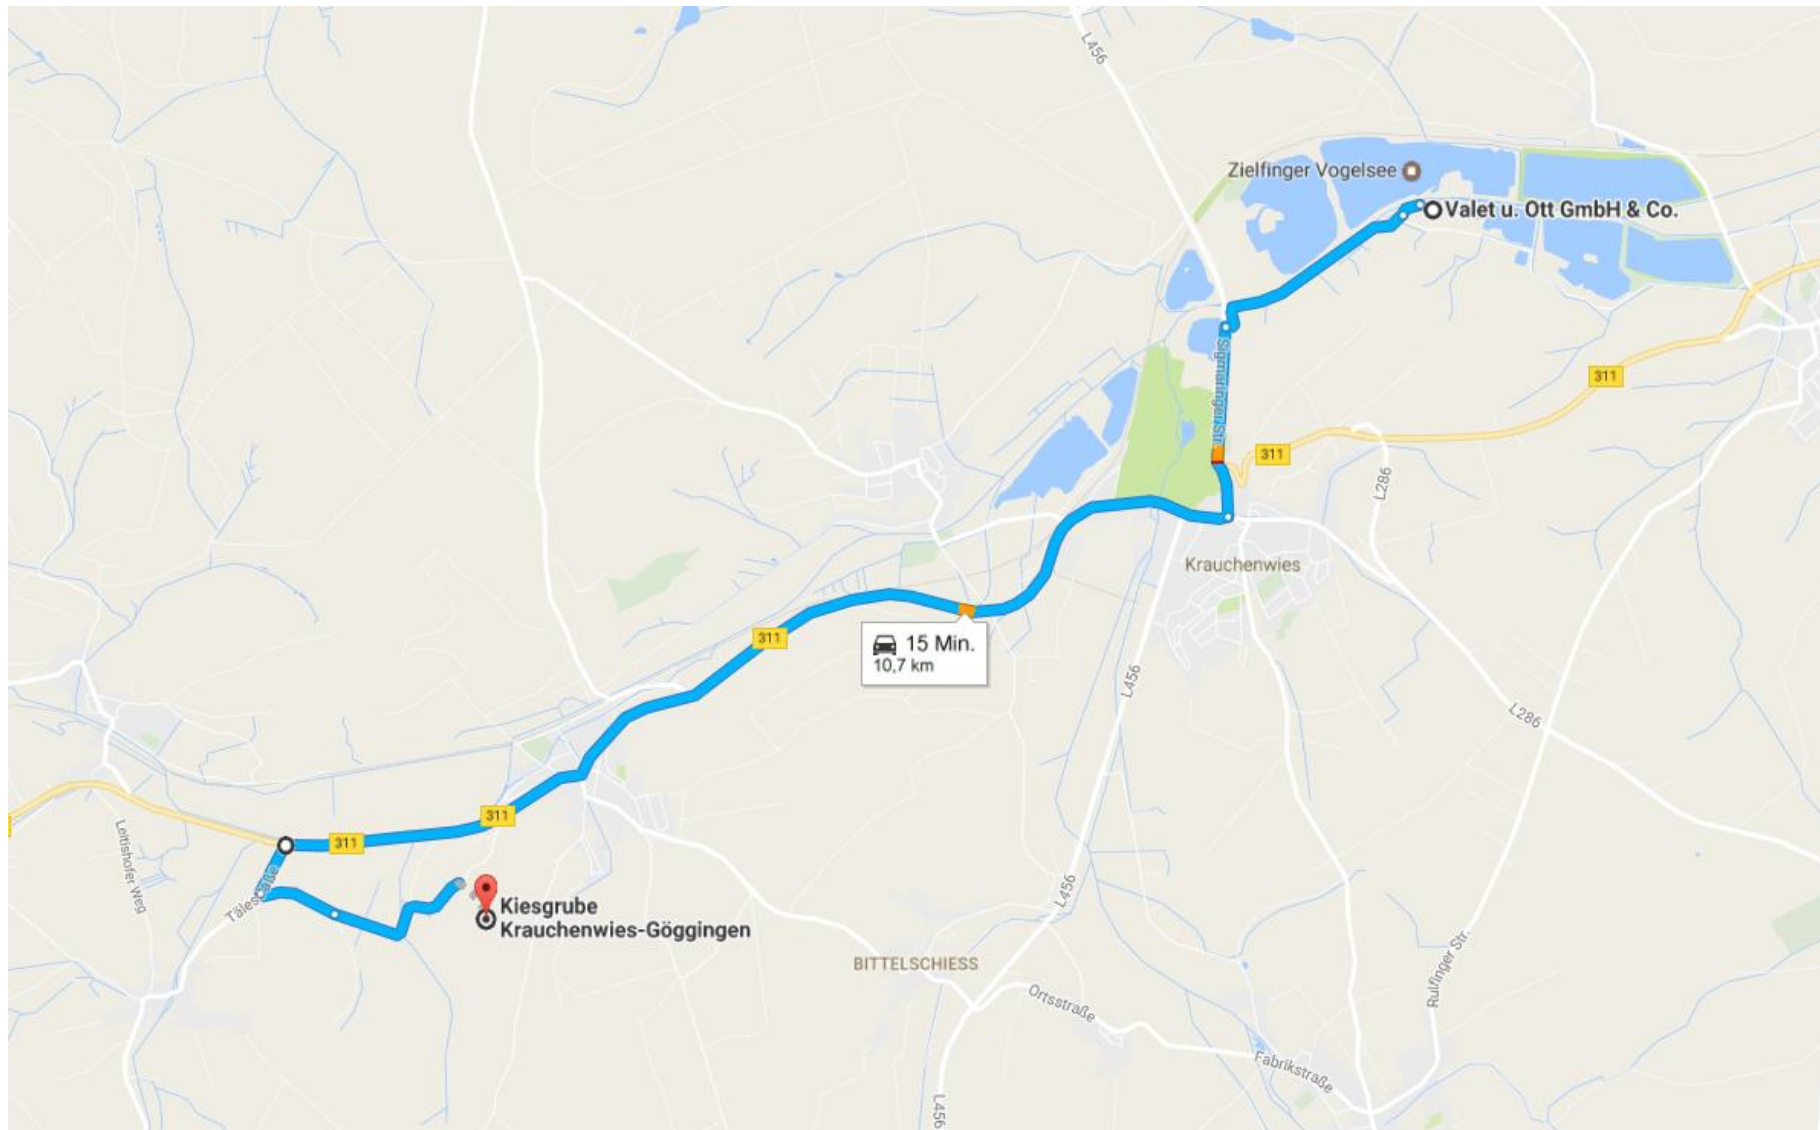 L456
Zielfinger Vogelsee
Valet u. Ott GmbH & Co.
Sigmaringer Str.
311
311
L286
Krauchenwies
311
15 Min.
10,7 km
L456
L286
311
311
Leitishofer Weg
Tälestraße
Kiesgrube
Krauchenwies-Göggingen
L456
BITTELSCHIESS
Rulfinger Str.
Ortsstraße
Fabrikstraße
L456